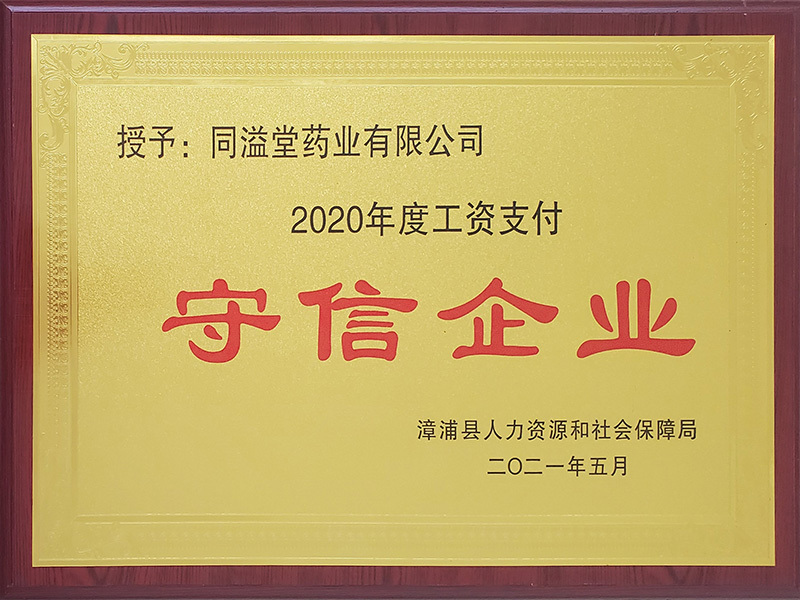 授予：同溢堂药业有限公司
2020年度工资支付
守信企业
漳浦县人力资源和社会保障局
二〇二一年五月